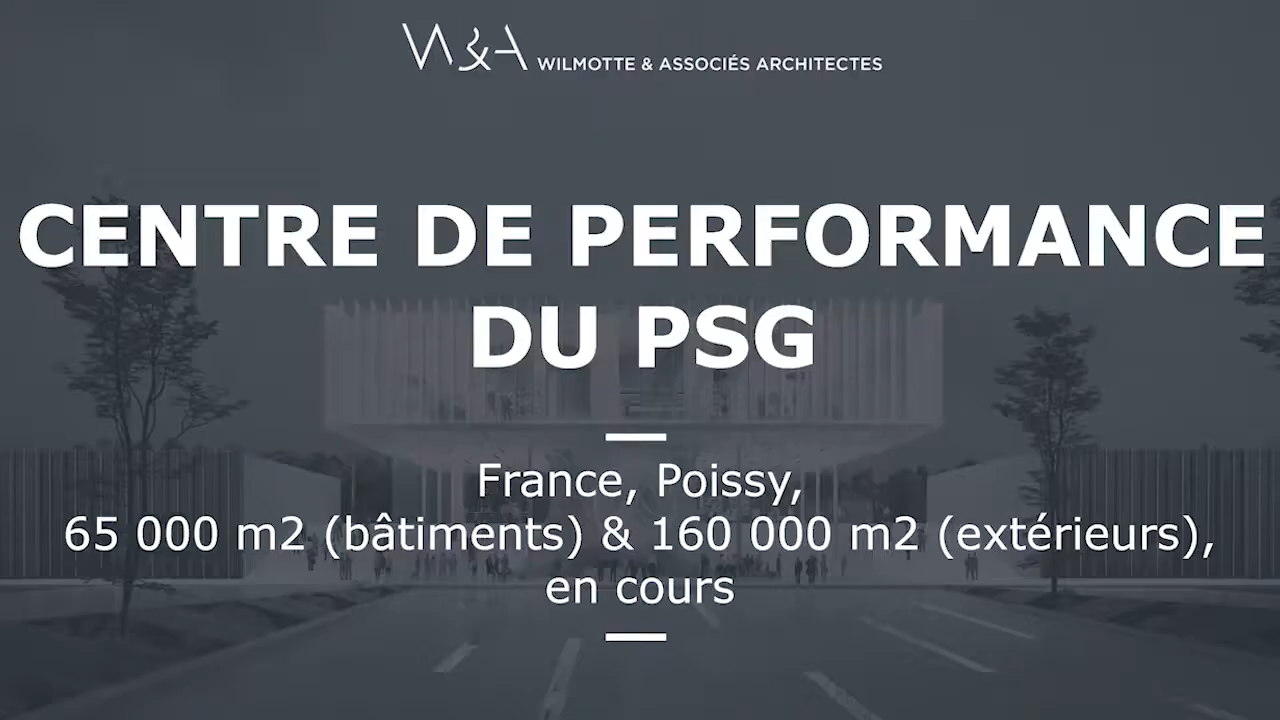 W&A WILMOTTE & ASSOCIÉS ARCHITECTES
CENTRE DE PERFORMANCE
DU PSG
France, Poissy,
65 000 m2 (bâtiments) & 160 000 m2 (extérieurs),
en cours